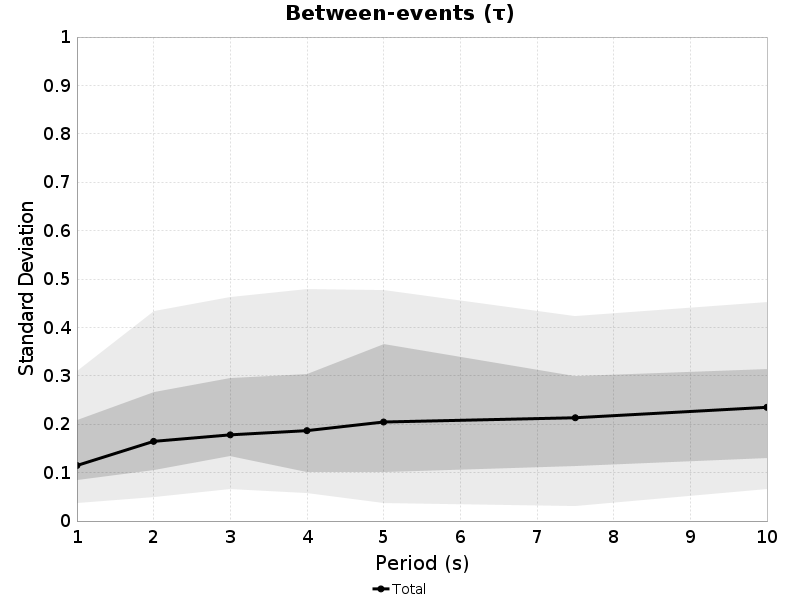 Between-events (τ)
Standard Deviation
1
0.9
0.8
0.7
0.6
0.5
0.4
0.3
0.2
0.1
0
1 2 3 4 5 6 7 8 9 10
Period (s)
Total